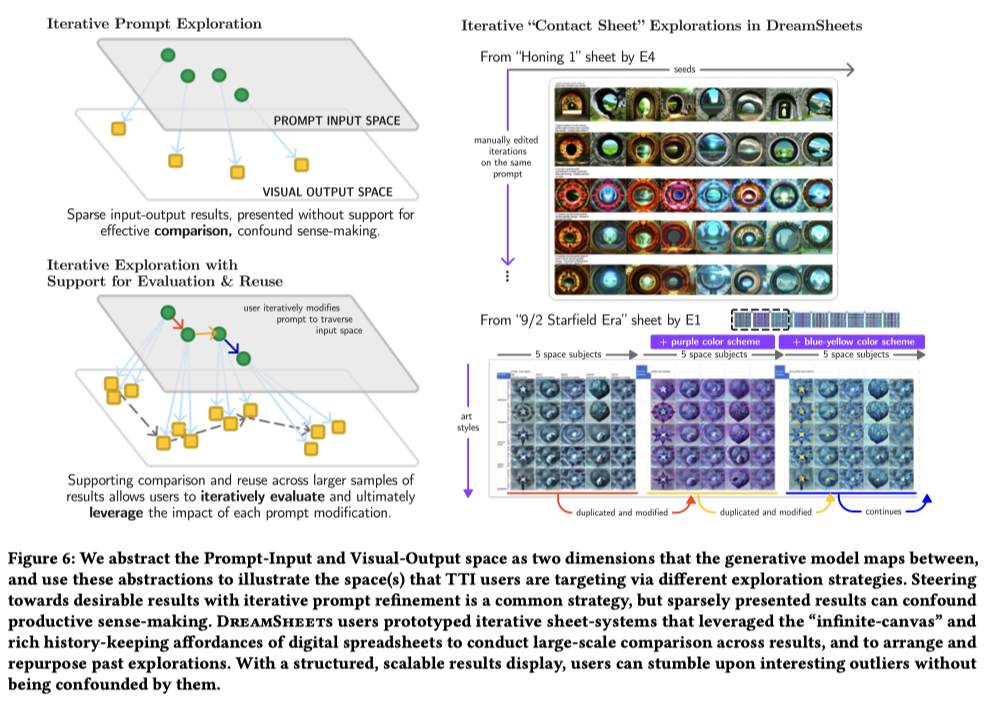 Iterative Prompt Exploration
PROMPT INPUT SPACE
VISUAL OUTPUT SPACE
Sparse input-output results, presented without support for
effective comparison, confound sense-making.
Iterative Exploration with
Support for Evaluation & Reuse
user iteratively modifies
prompt to traverse
input space
Supporting comparison and reuse across larger samples of
results allows users to iteratively evaluate and ultimately
leverage the impact of each prompt modification.
Iterative “Contact Sheet” Explorations in DreamSheets
From “Honing 1” sheet by E4
seeds
manually edited
iterations
on the same
prompt
From “9/2 Starfield Era” sheet by E1
+ purple color scheme
+ blue-yellow color scheme
5 space subjects
5 space subjects
5 space subjects
art
styles
duplicated and modified
duplicated and modified
continues
Figure 6: We abstract the Prompt-Input and Visual-Output space as two dimensions that the generative model maps between,
and use these abstractions to illustrate the space(s) that TTI users are targeting via different exploration strategies. Steering
towards desirable results with iterative prompt refinement is a common strategy, but sparsely presented results can confound
productive sense-making. DreamSheets users prototyped iterative sheet-systems that leveraged the “infinite-canvas” and
rich history-keeping affordances of digital spreadsheets to conduct large-scale comparison across results, and to arrange and
repurpose past explorations. With a structured, scalable results display, users can stumble upon interesting outliers without
being confounded by them.